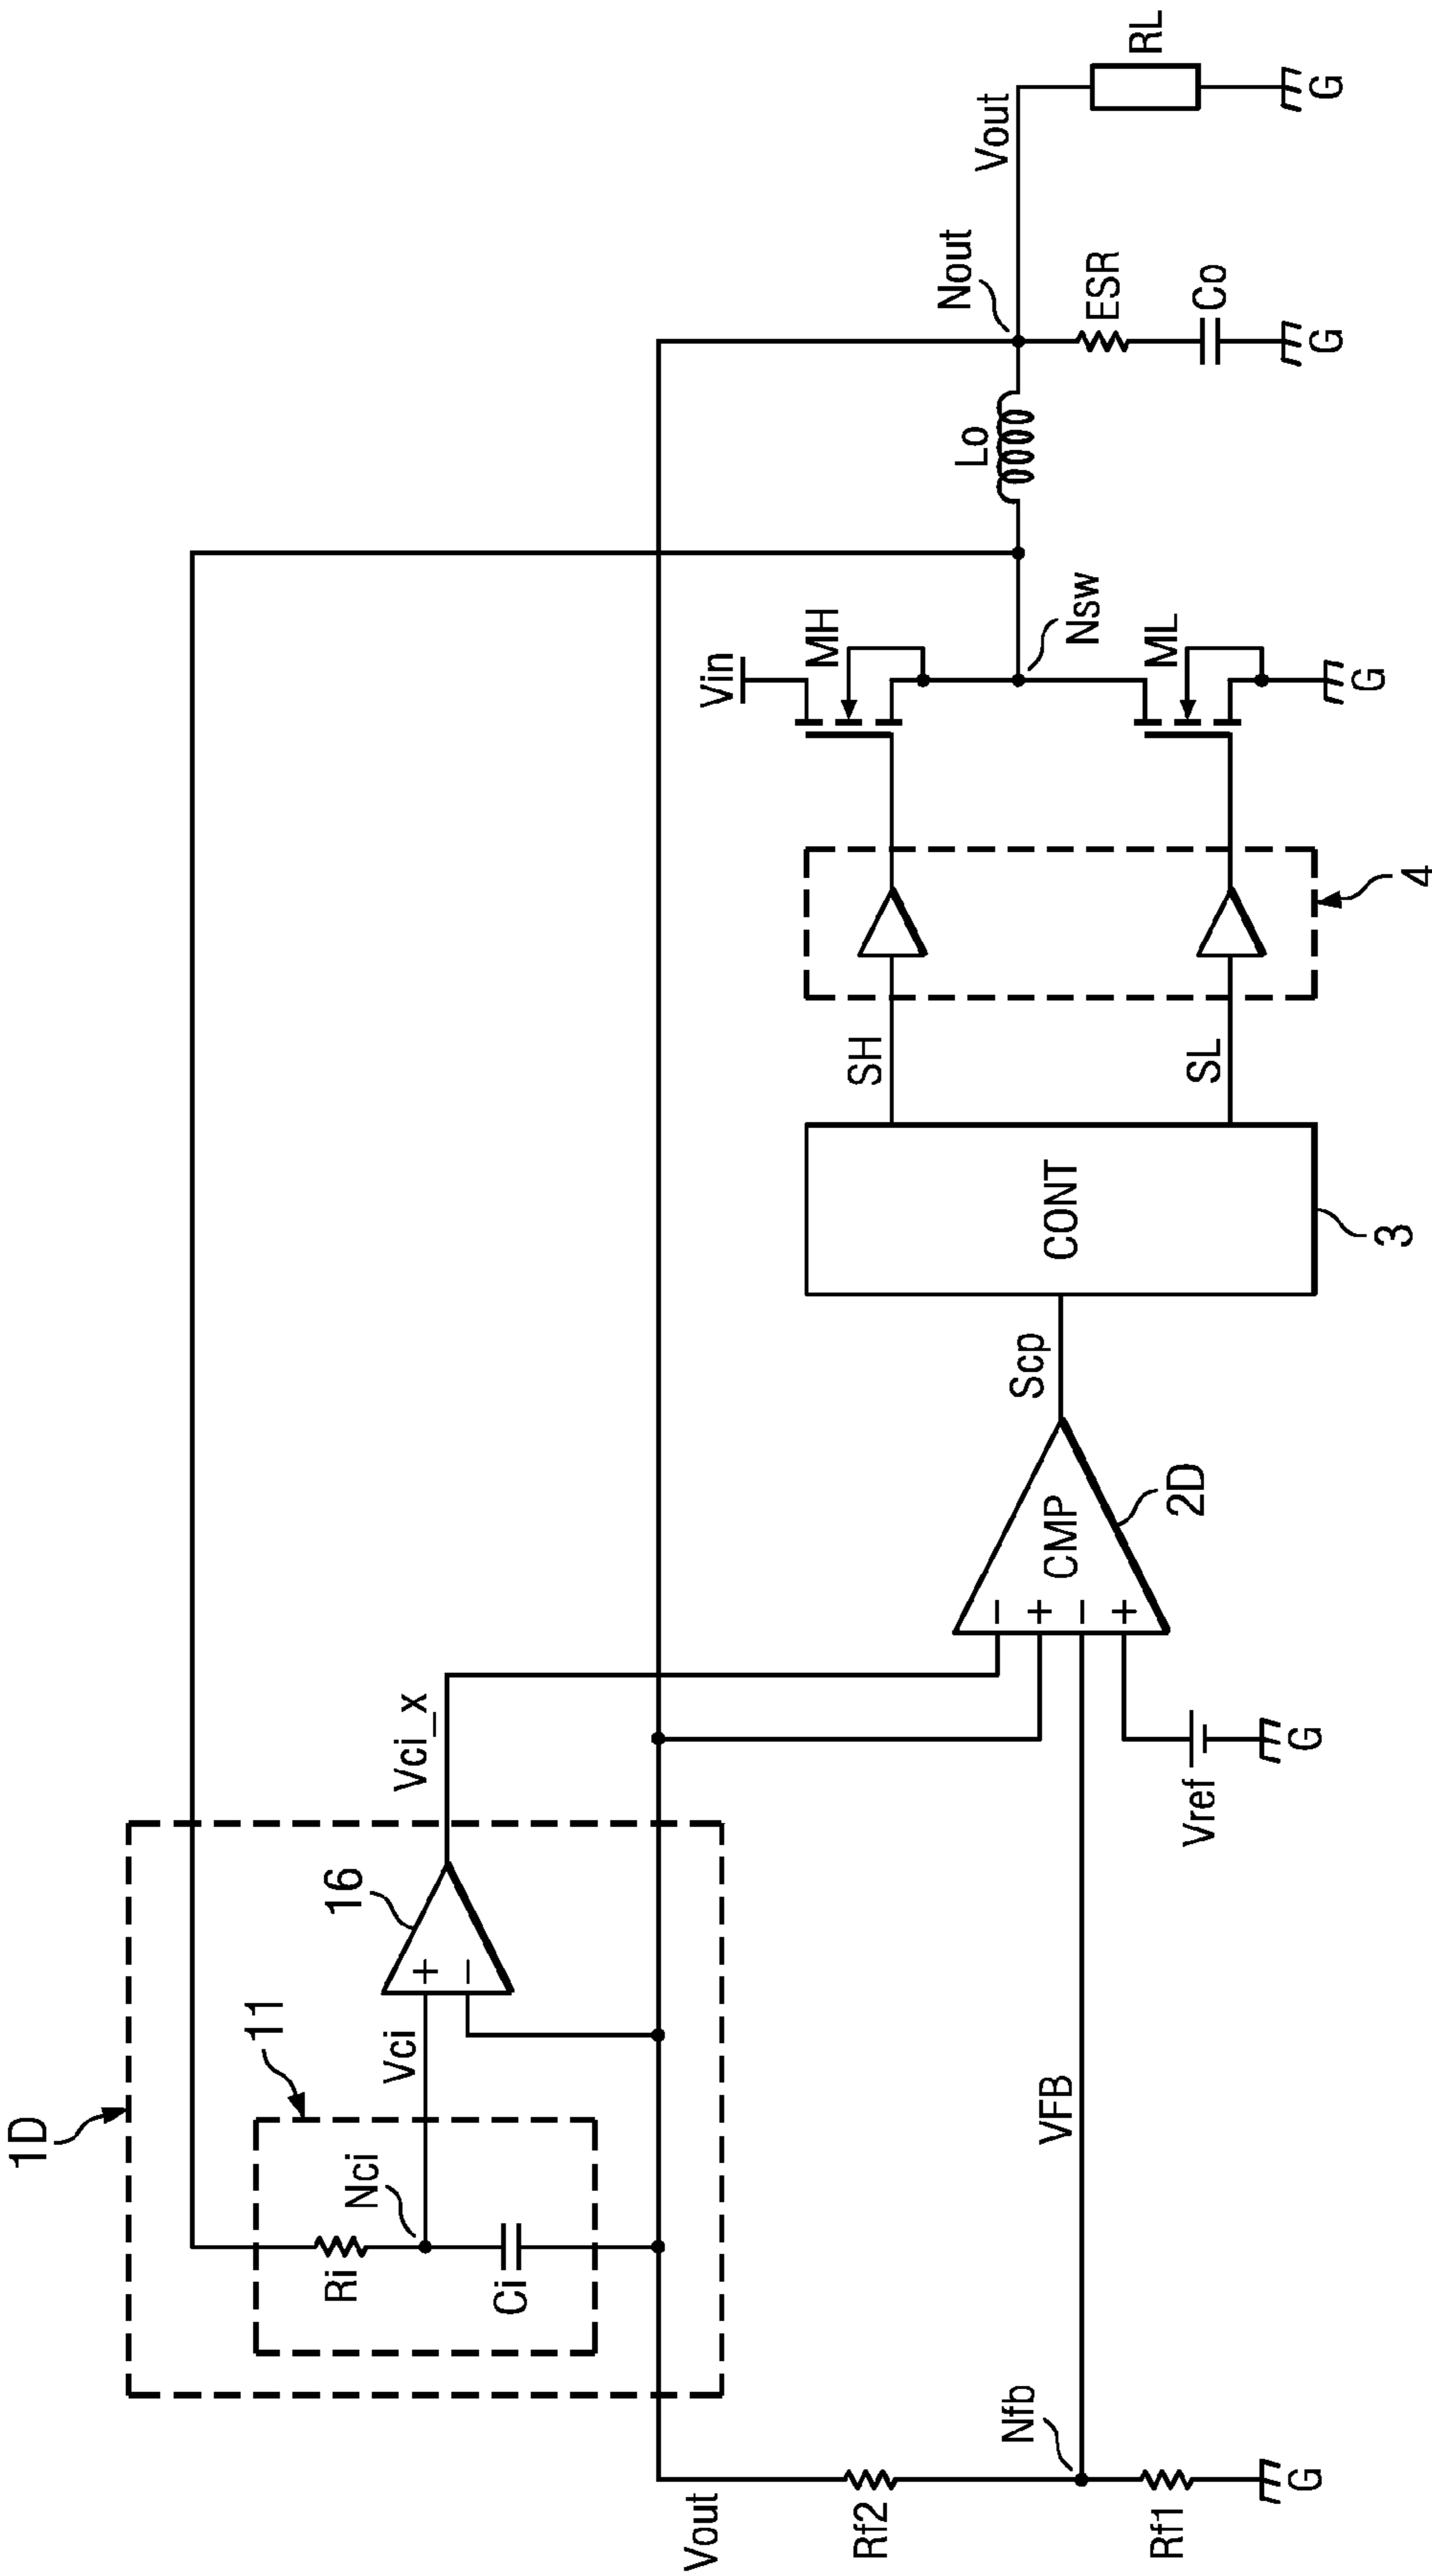 1D
11
16
Vci_x
Vci
Nci
Ri
Ci
Vout
Rf2
Nfb
Rf1
G
VFB
Vref
G
-
+
-
+
CMP
2D
+
-
Scp
CONT
3
SH
SL
4
Vin
MH
Nsw
ML
G
Lo
Nout
ESR
Co
G
Vout
RL
G